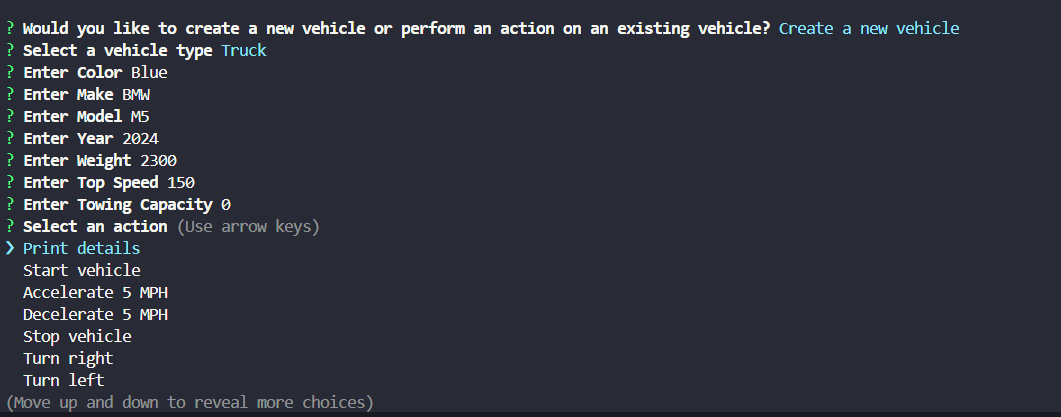 ? Would you like to create a new vehicle or perform an action on an existing vehicle? Create a new vehicle
? Select a vehicle type Truck
? Enter Color Blue
? Enter Make BMW
? Enter Model M5
? Enter Year 2024
? Enter Weight 2300
? Enter Top Speed 150
? Enter Towing Capacity 0
? Select an action (Use arrow keys)
❯ Print details
Start vehicle
Accelerate 5 MPH
Decelerate 5 MPH
Stop vehicle
Turn right
Turn left
(Move up and down to reveal more choices)